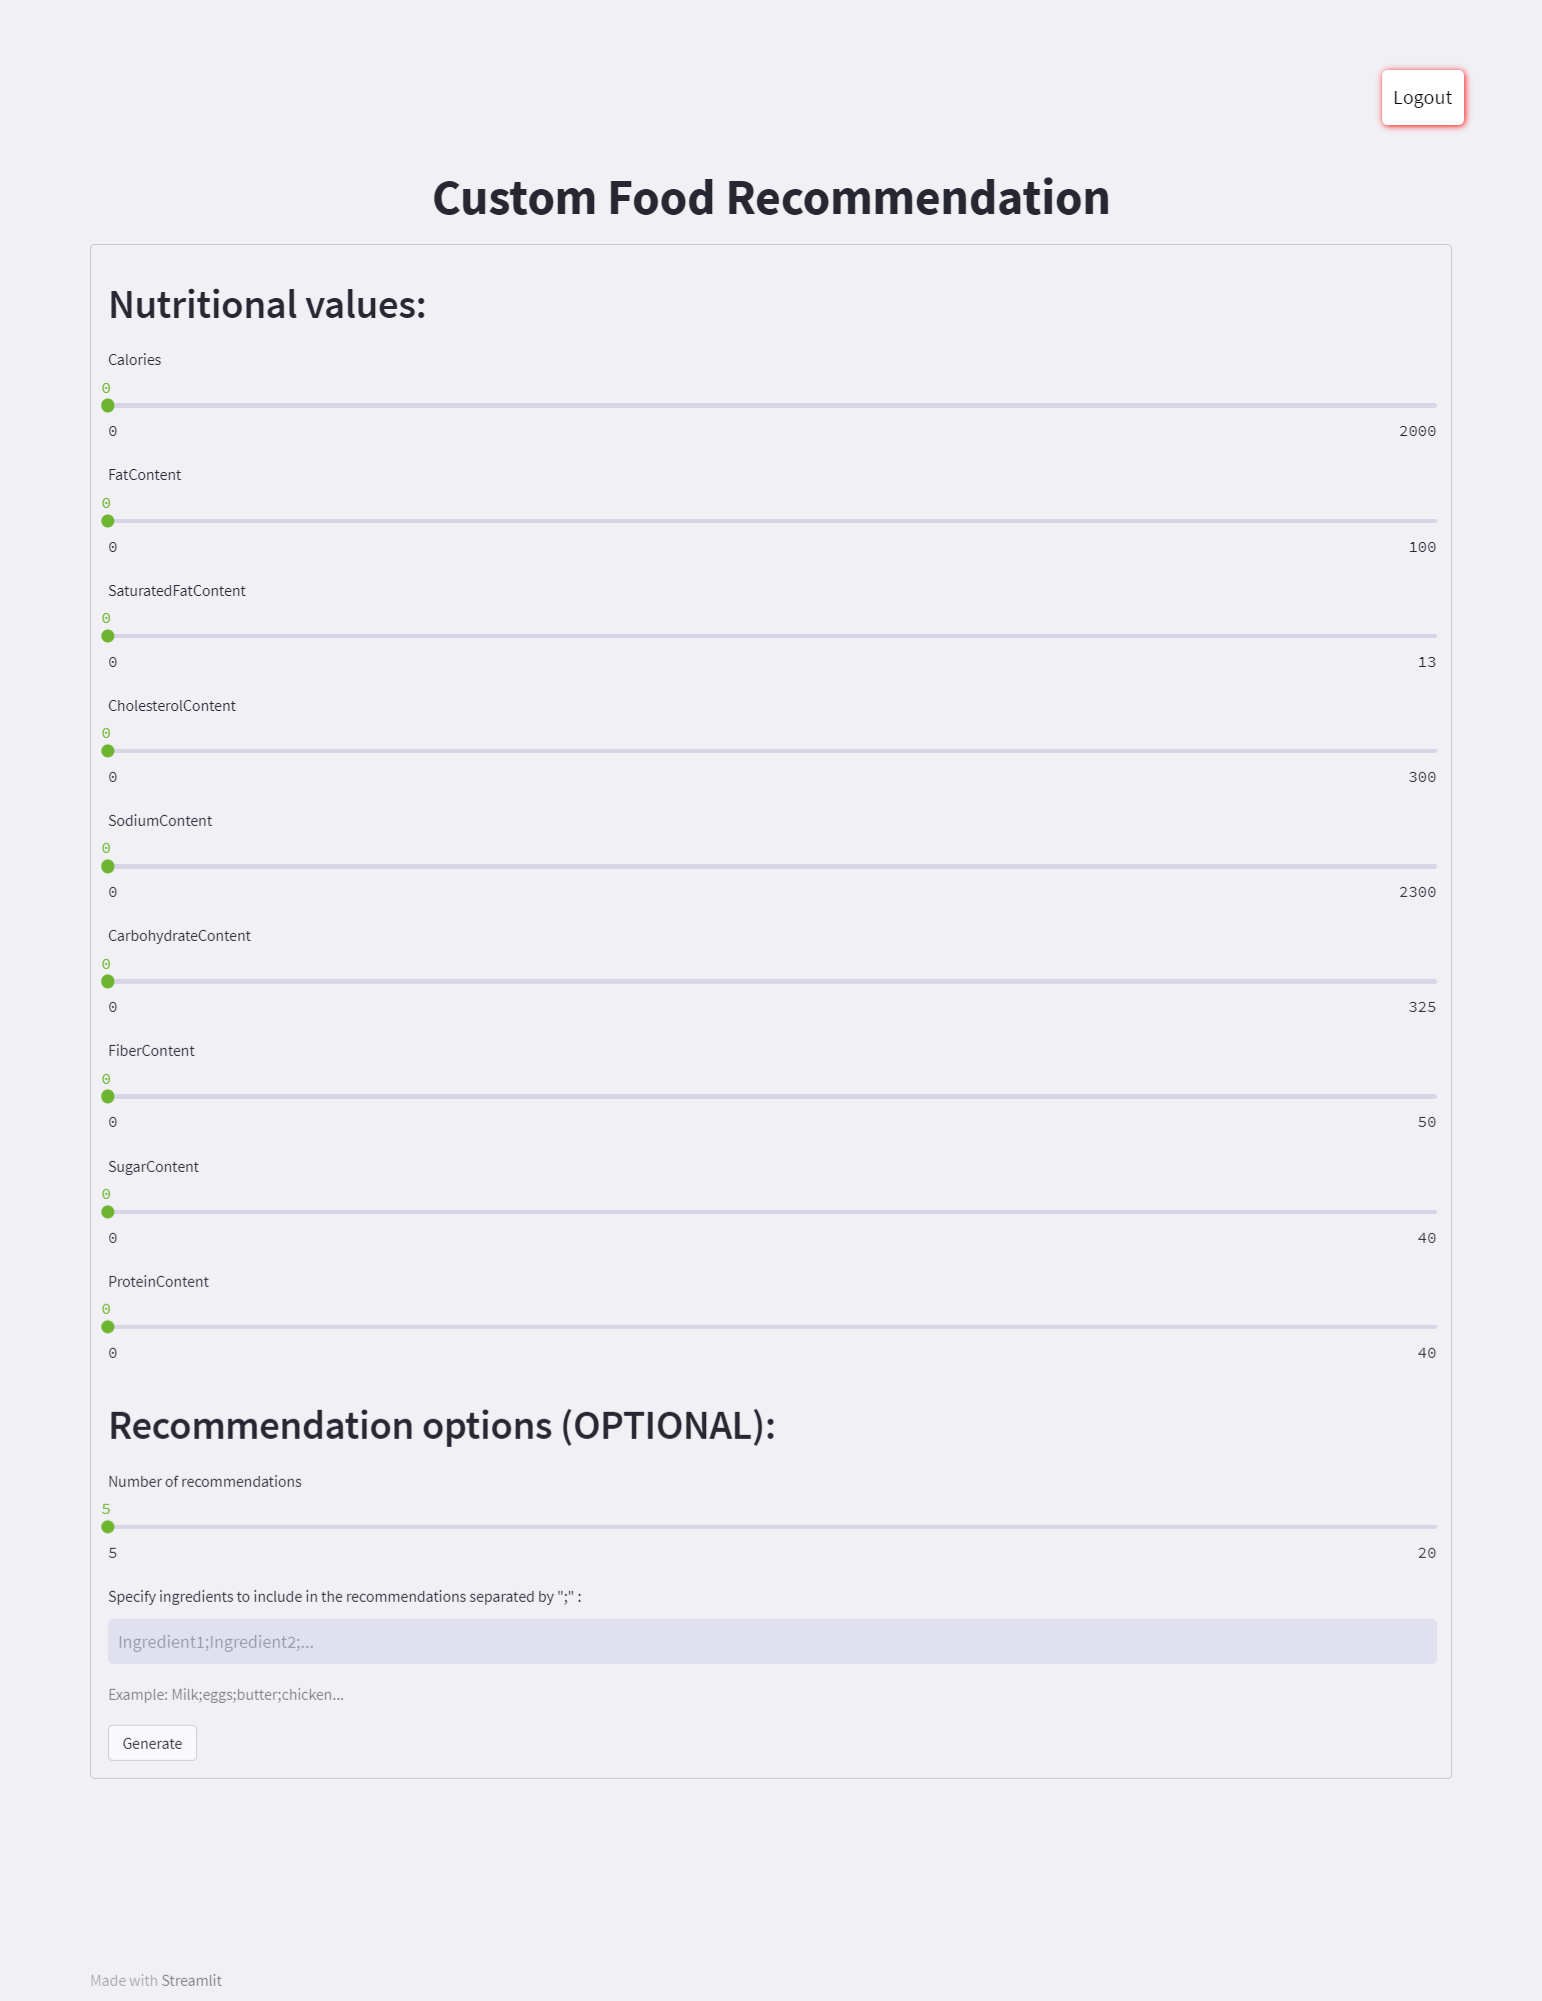 Logout
Custom Food Recommendation
Nutritional values:
Calories
0
0 2000
FatContent
0
0 100
SaturatedFatContent
0
0 13
CholesterolContent
0
0 300
SodiumContent
0
0 2300
CarbohydrateContent
0
0 325
FiberContent
0
0 50
SugarContent
0
0 40
ProteinContent
0
0 40
Recommendation options (OPTIONAL):
Number of recommendations
5
5 20
Specify ingredients to include in the recommendations separated by ";" :
Ingredient1;Ingredient2;...
Example: Milk;eggs;butter;chicken...
Generate
Made with Streamlit